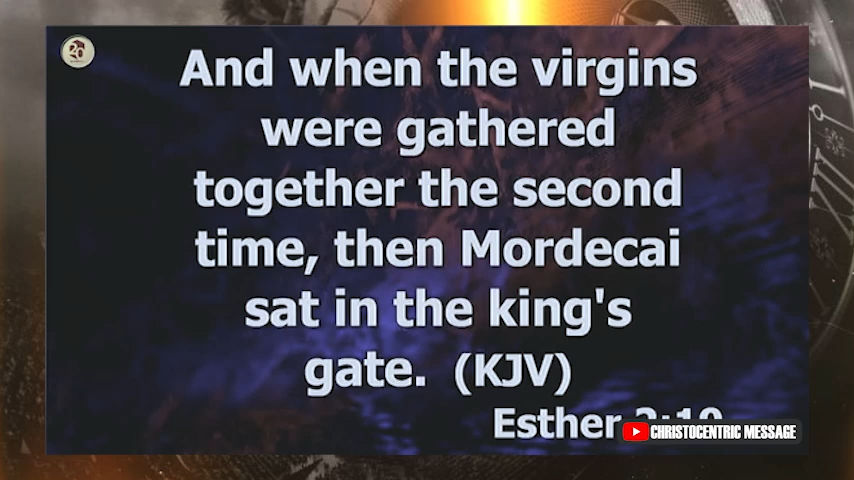 And when the virgins
were gathered
together the second
time, then Mordecai
sat in the king's
gate. (KJV)
Esther
CHRISTOCENTRIC MESSAGE